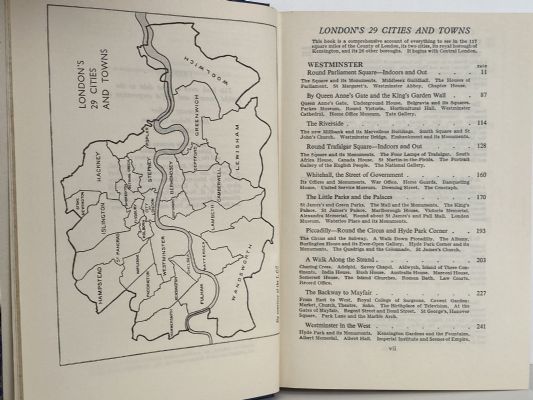 LONDON'S
29 CITIES
AND TOWNS
WOOLWICH
GREENWICH
LEWISHAM
DEPTFORD
CAMBERWELL
BERMONDSEY
LAMBETH
WANDSWORTH
BATTERSEA
CHELSEA
FULHAM
HAMMERSMITH
KENSINGTON
PADDINGTON
WESTMINSTER
HAMPSTEAD
ST PANCRAS
ISLINGTON
HACKNEY
STEPNEY
LONDON'S 29 CITIES AND TOWNS
This book is a comprehensive account of everything to see in the 117
square miles of the County of London, its two cities, its royal borough of
Kensington, and its 26 other boroughs. It begins with Central London.
WESTMINSTER
PAGE
Round Parliament Square—Indoors and Out 11
The Square and its Monuments. Middlesex Guildhall. The Houses of
Parliament. St Margaret's. Westminster Abbey, Chapter House.
By Queen Anne's Gate and the King's Garden Wall 87
Queen Anne's Gate. Underground House. Belgravia and its Squares.
Parkes Museum. Round Victoria, Horticultural Hall, Westminster
Cathedral, Home Office Museum, Tate Gallery.
The Riverside 114
The new Millbank and its Marvellous Buildings. Smith Square and St
John's Church. Westminster Bridge, Embankment and its Monuments.
Round Trafalgar Square—Indoors and Out 128
The Square and its Monuments. The Four Lamps of Trafalgar, South
Africa House, Canada House, St Martin-in-the-Fields. The Portrait
Gallery of the English People. The National Gallery.
Whitehall, the Street of Government 160
Its Offices and Monuments, War Office, Horse Guards, Banqueting
House, United Service Museum. Downing Street. The Cenotaph.
The Little Parks and the Palaces 170
St James's and Green Parks. The Mall and the Monuments. The King's
Palace, St James's Palace, Marlborough House, Victoria Memorial,
Alexandra Memorial. Round about St James's and Pall Mall. London
Museum. Waterloo Place and its Monuments.
Piccadilly—Round the Circus and Hyde Park Corner 193
The Circus and the Subway. A Walk Down Piccadilly. The Albany,
Burlington House and its Ever-Open Gallery. Hyde Park Corner and its
Monuments, the Quadriga and the Colonnade. St James's Church.
A Walk Along the Strand 203
Charing Cross. Adelphi. Savoy Chapel. Aldwych, Island of Three Continents,
India House, Bush House, Australia House, Marconi House,
Somerset House. The Island Churches, Roman Bath, Law Courts,
Record Office.
The Backway to Mayfair 227
From East to West, Royal College of Surgeons, Covent Garden:
Market, Church, Theatre. Soho. The Birthplace of Television. At the
Gates of Mayfair. Regent Street and Bond Street. St George's, Hanover
Square. Park Lane and the Marble Arch.
Westminster in the West 241
Hyde Park and its Monuments. Kensington Gardens and the Fountains,
Albert Memorial, Albert Hall. Imperial Institute and Scenes of Empire.
vii